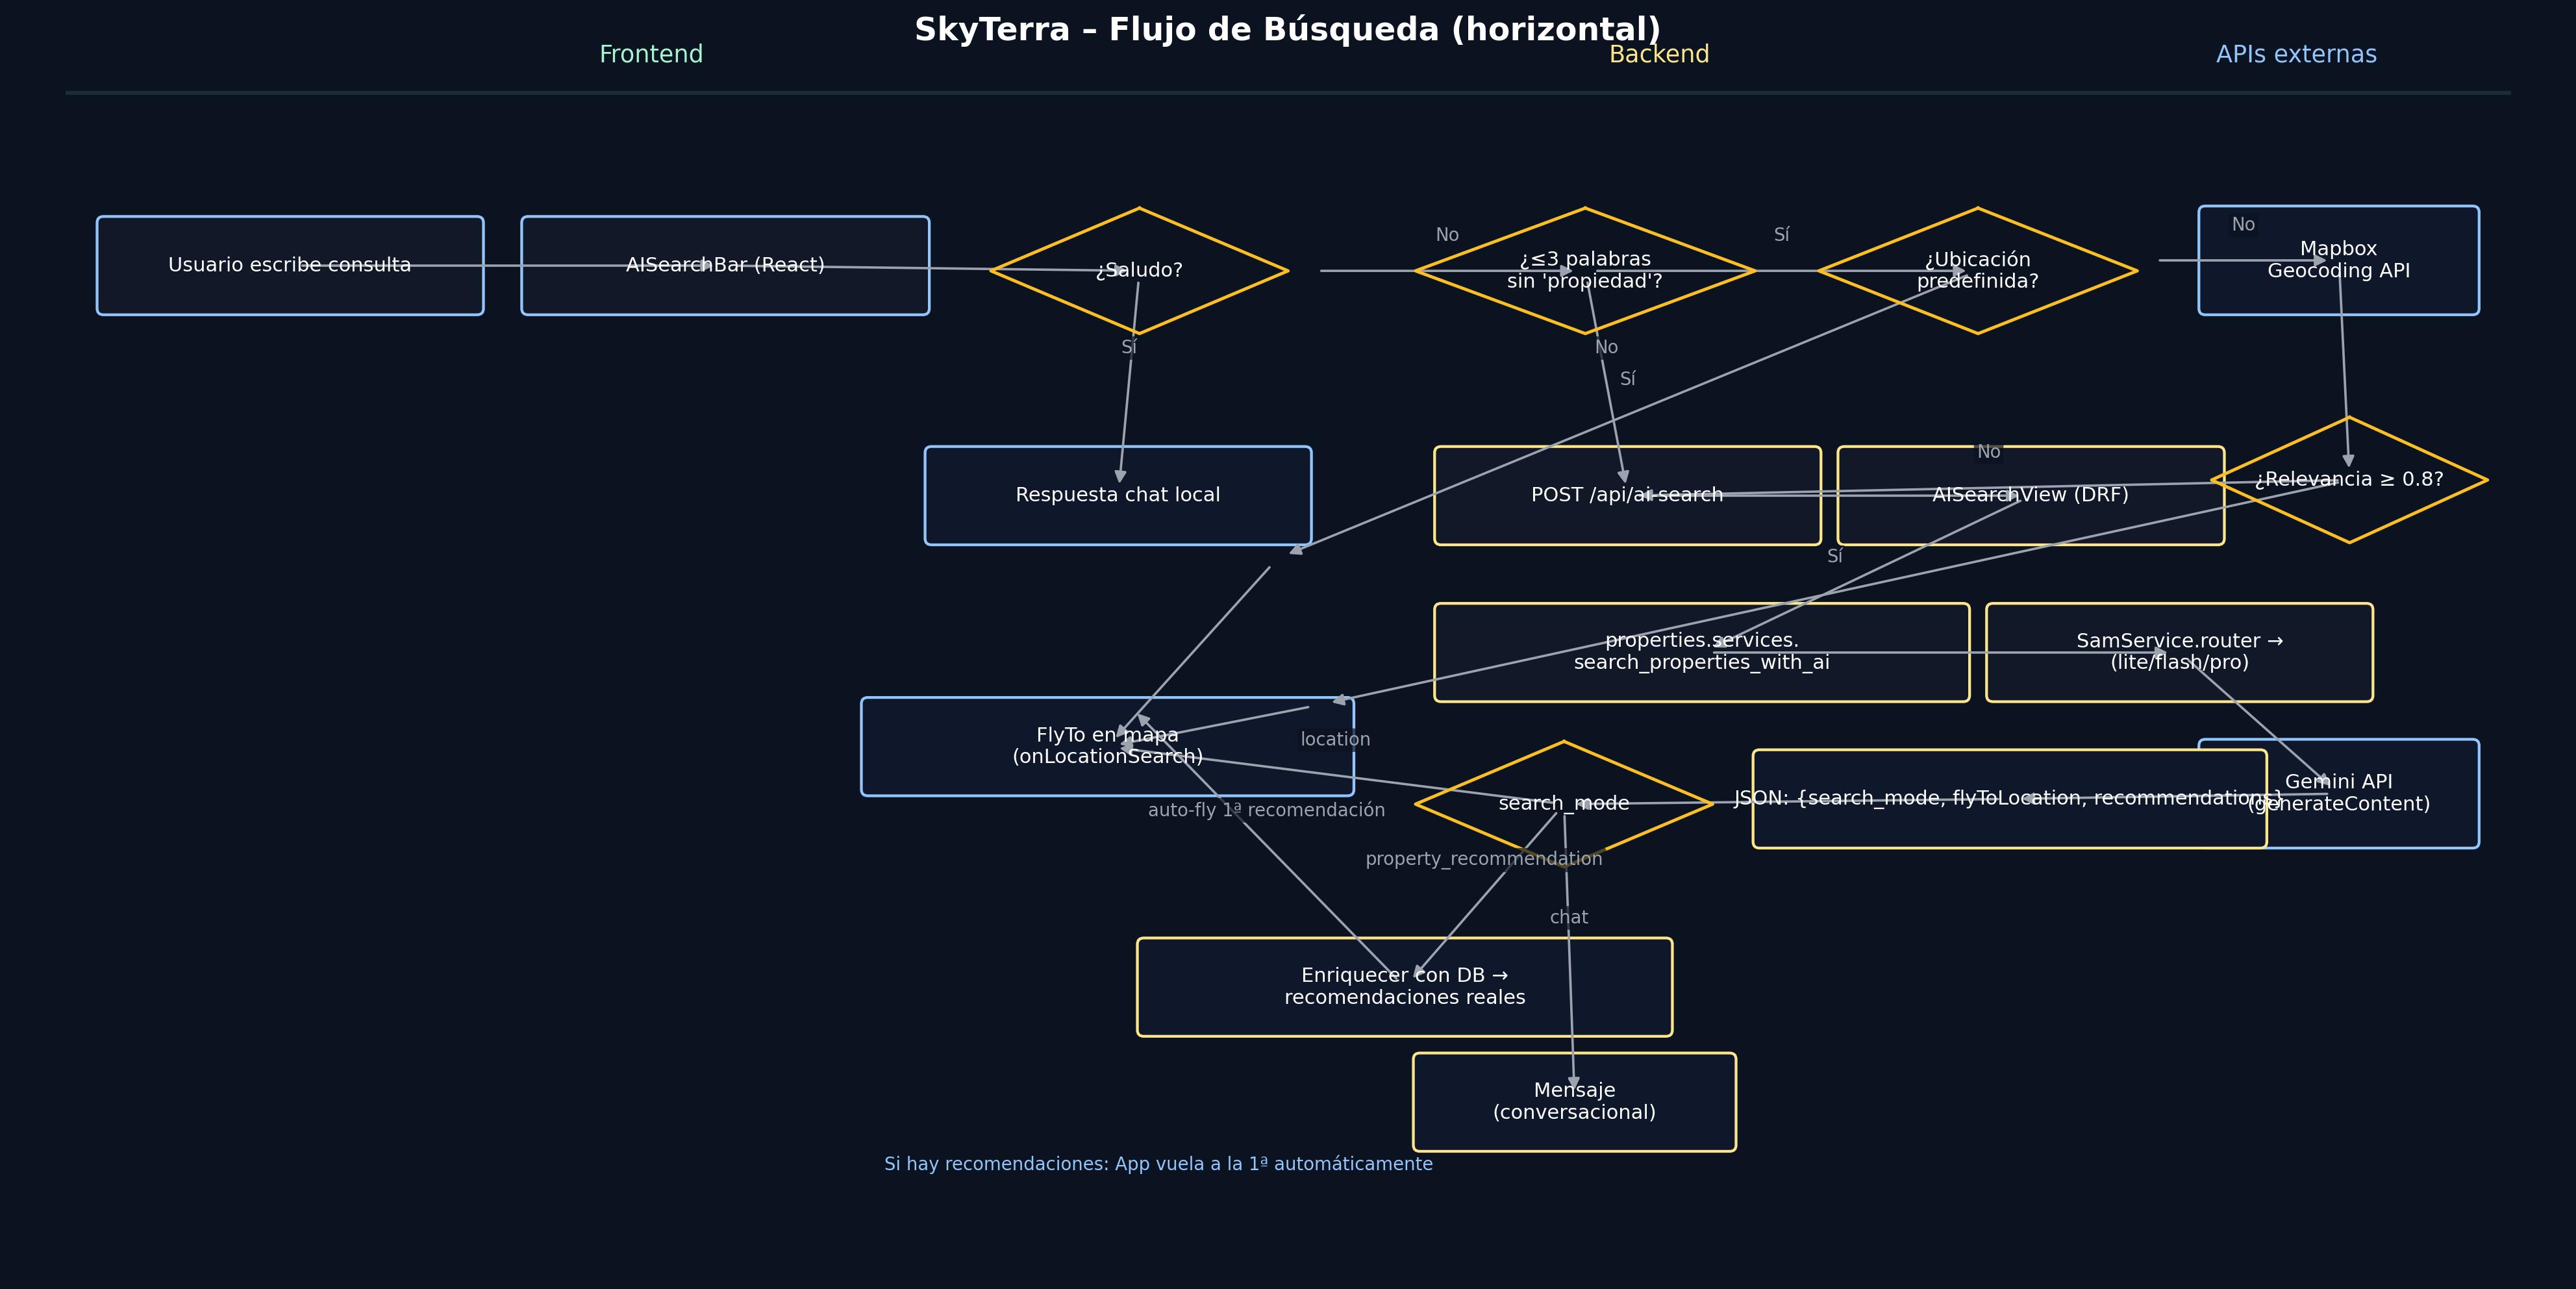 SkyTerra – Flujo de Búsqueda (horizontal)
Frontend
Backend
APIs externas
Usuario escribe consulta
AISearchBar (React)
¿Saludo?
No
¿≤3 palabras
sin 'propiedad'?
Sí
¿Ubicación
predefinida?
No
Mapbox
Geocoding API
Sí
No
Sí
Respuesta chat local
POST /api/ai-search
No
AISearchView (DRF)
¿Relevancia ≥ 0.8?
Sí
properties.services.
search_properties_with_ai
SamService.router →
(lite/flash/pro)
FlyTo en mapa
(onLocationSearch)
location
auto-fly 1ª recomendación
search_mode
JSON: {search_mode, flyToLocation, recommendations}
Gemini API
(generateContent)
property_recommendation
chat
Enriquecer con DB →
recomendaciones reales
Mensaje
(conversacional)
Si hay recomendaciones: App vuela a la 1ª automáticamente